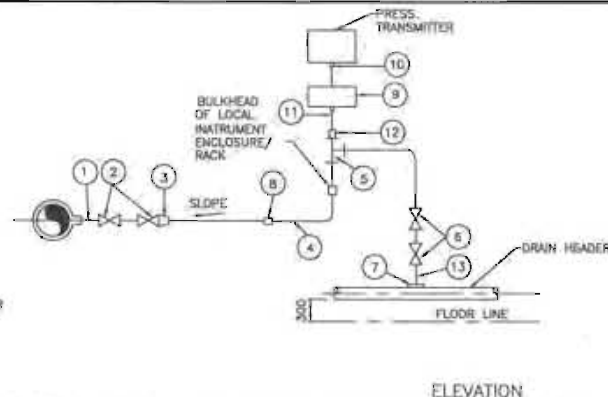 PRESS.
TRANSMITTER
10
9
BULKHEAD
OF LOCAL
INATRUMENT
ENCLOSURE/
RACK
11
12
1
2
3
SLOPE
8
4
5
6
7
13
DRAIN HEADER
300
FLOOR LINE
ELEVATION